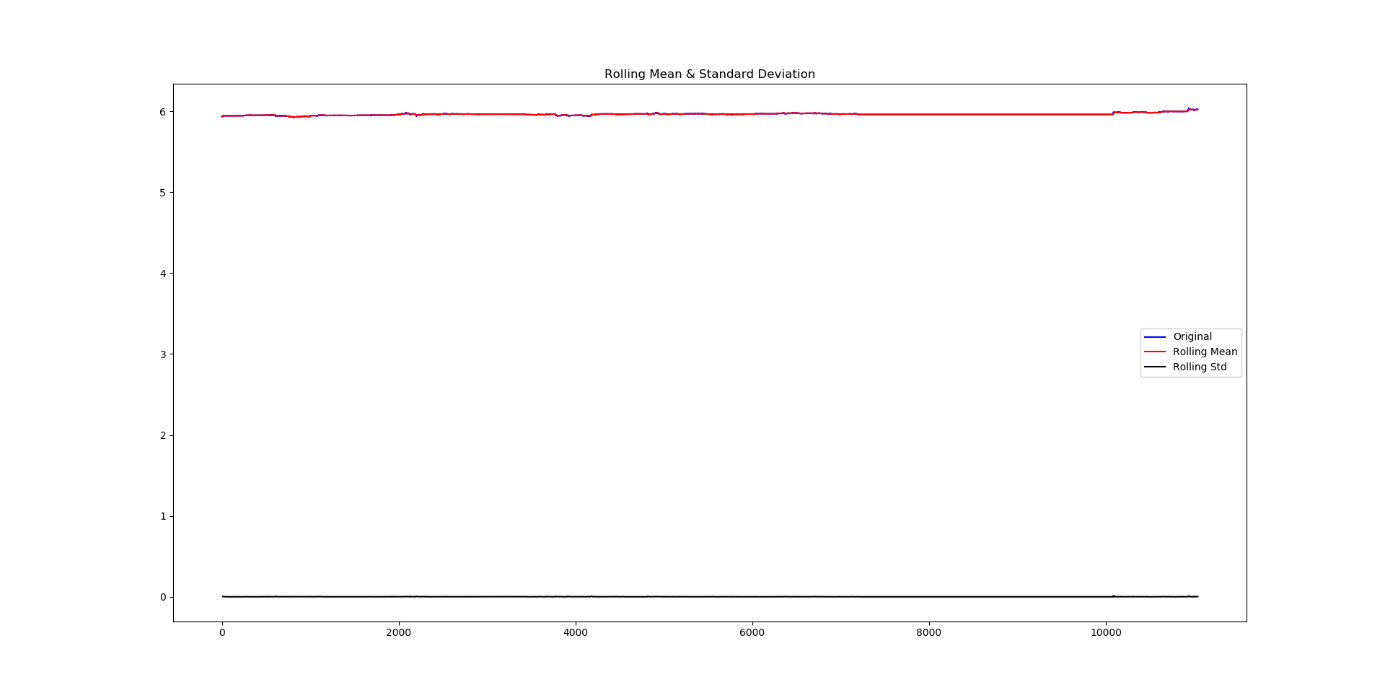 Rolling Mean & Standard Deviation
6
5
4
3
2
1
0
Original
Rolling Mean
Rolling Std
0 2000 4000 6000 8000 10000